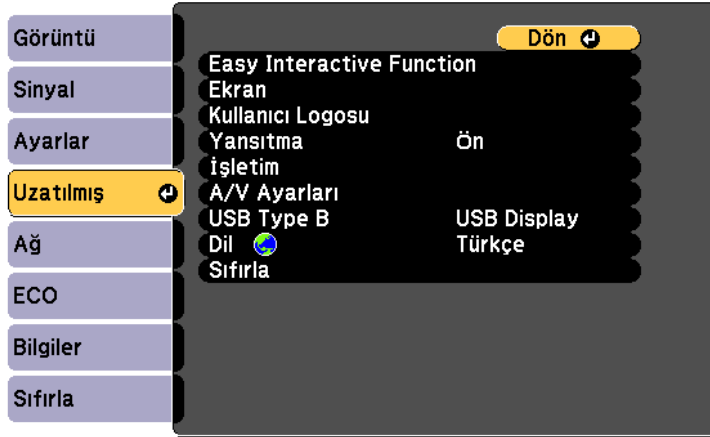 Görüntü
Sinyal
Ayarlar
Uzatılmış
Ağ
ECO
Bilgiler
Sıfırla
Dön
Easy Interactive Function
Ekran
Kullanıcı Logosu
Yansıtma Ön
İşletim
A/V Ayarları
USB Type B USB Display
Dil Türkçe
Sıfırla